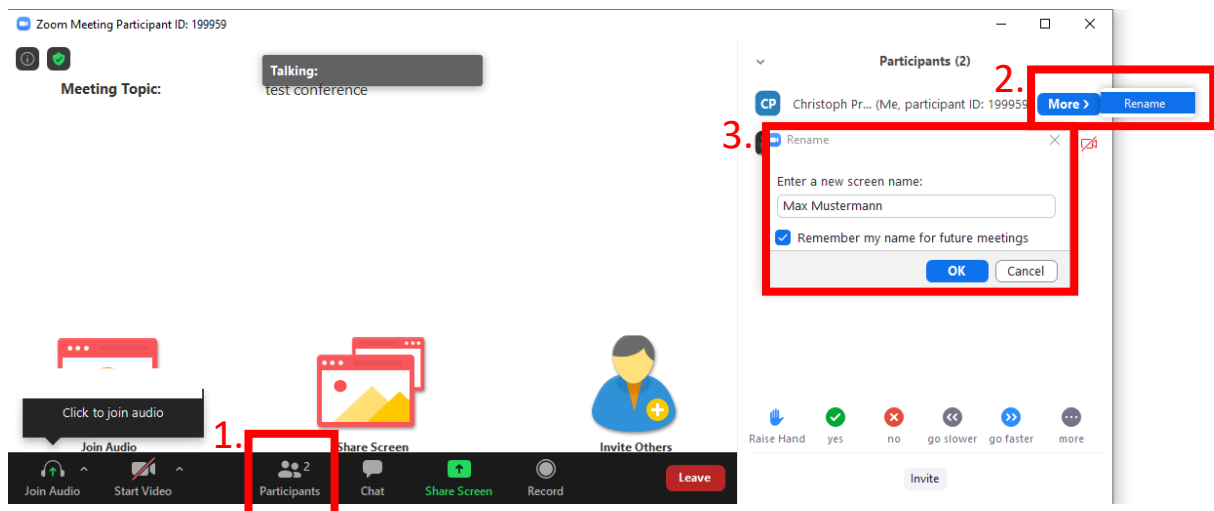 Zoom Meeting Participant ID: 199959
Talking:
Meeting Topic:
test conference
Click to join audio
Join Audio
Share Screen
Invite Others
1.
Join Audio
Start Video
2
Participants
Chat
Share Screen
Record
Leave
Participants (2)
2.
CP
Christoph Pr... (Me, participant ID: 199959
More
Rename
3.
Rename
Enter a new screen name:
Max Mustermann
Remember my name for future meetings
OK
Cancel
Raise Hand
yes
no
go slower
go faster
more
Invite